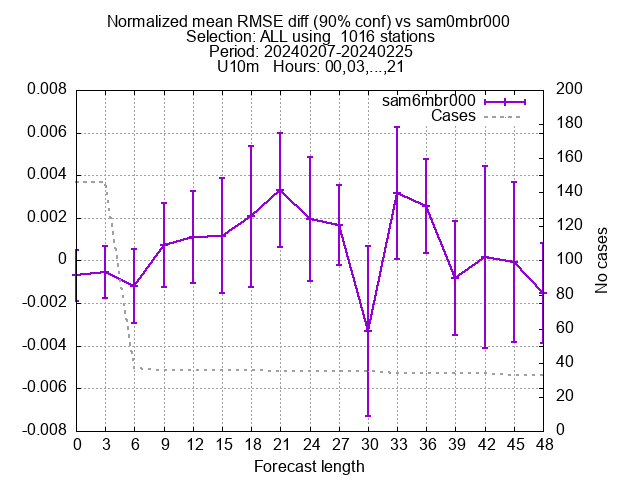 Normalized mean RMSE diff (90% conf) vs sam0mbr000
Selection: ALL using  1016 stations
Period: 20240207-20240225
U10m   Hours: 00,03,...,21
sam6mbr000
Cases
0.008
0.006
0.004
0.002
0
-0.002
-0.004
-0.006
-0.008
200
180
160
140
120
100
80
60
40
20
0
No cases
0 3 6 9 12 15 18 21 24 27 30 33 36 39 42 45 48
Forecast length